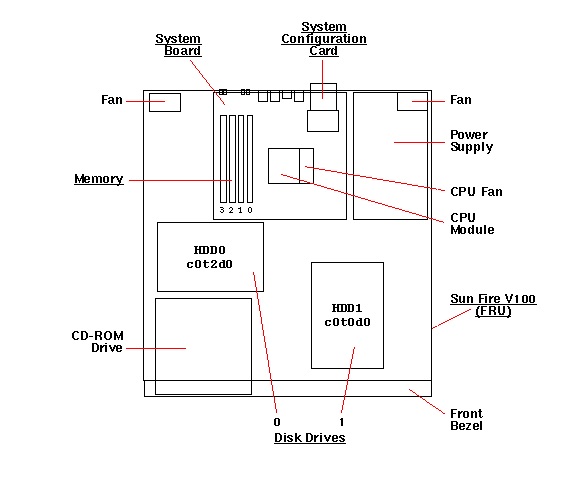 System
Board
System
Configuration
Card
Fan
Fan
Power
Supply
Memory
CPU Fan
3 2 1 0
CPU
Module
HDD0
c0t2d0
HDD1
c0t0d0
Sun Fire V100
(FRU)
CD-ROM
Drive
Front
Bezel
0 1
Disk Drives